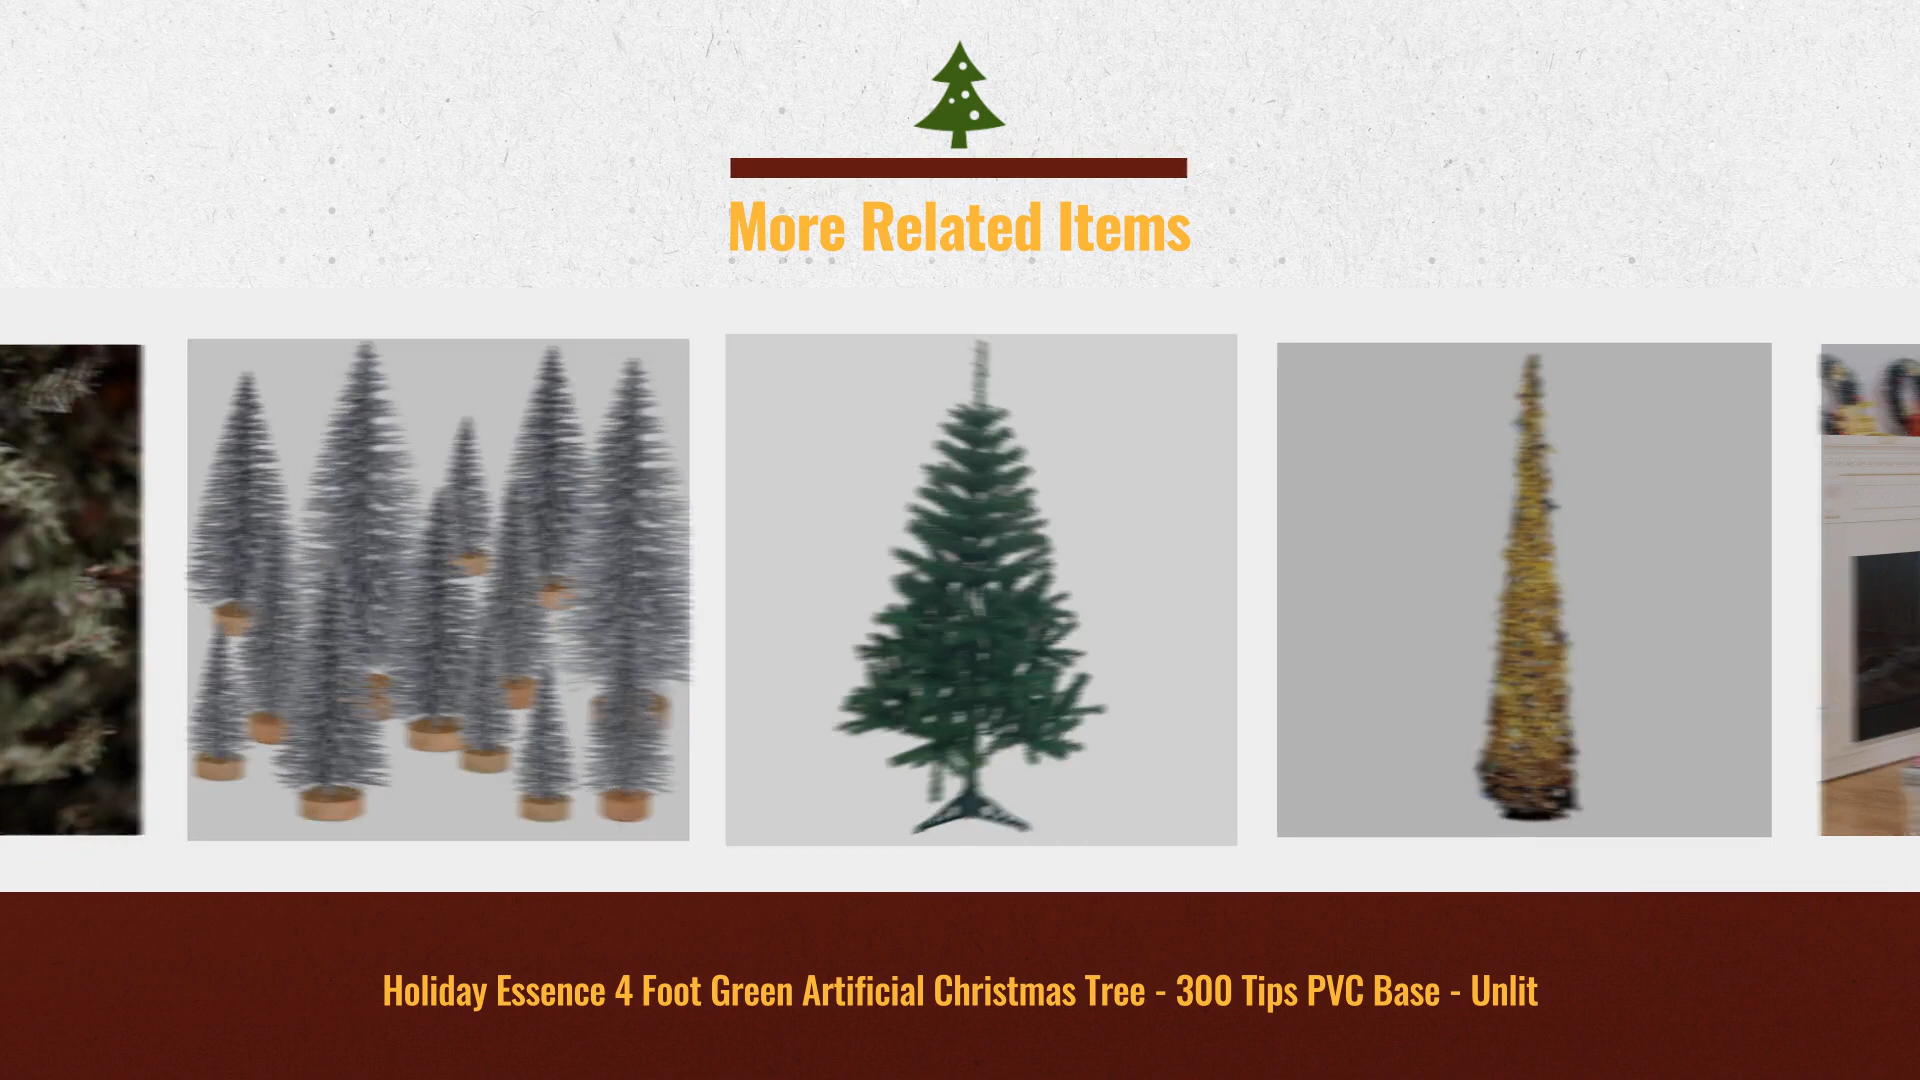 More Related Items
Holiday Essence 4 Foot Green Artificial Christmas Tree - 300 Tips PVC Base - Unlit